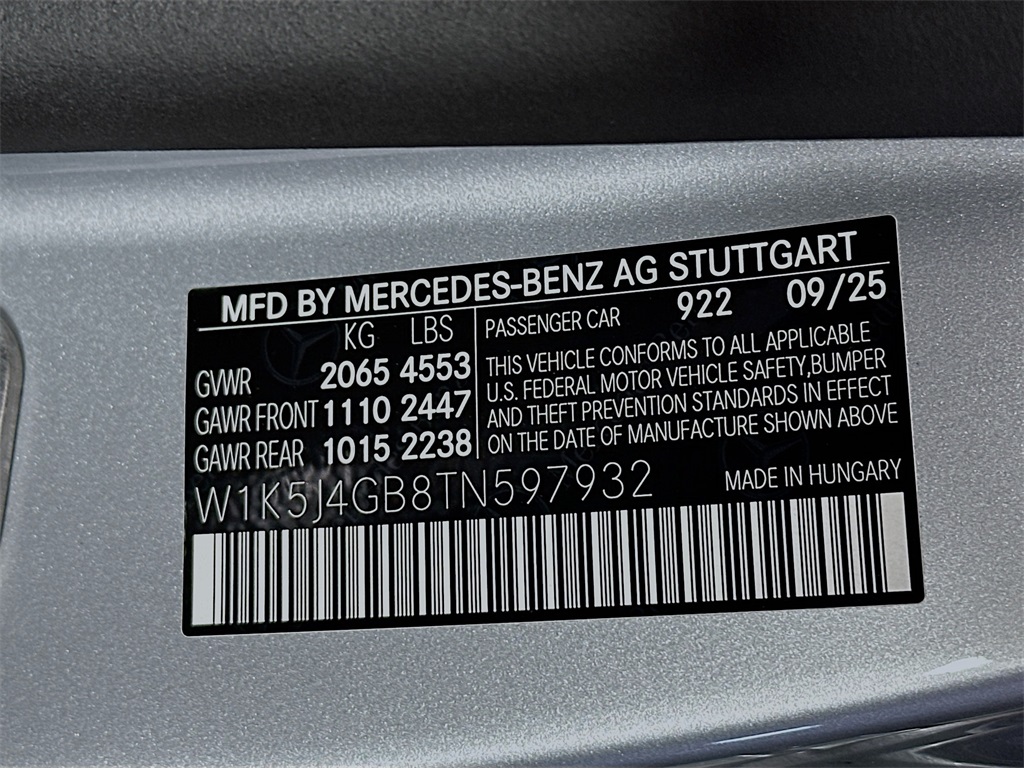 MFD BY MERCEDES-BENZ AG STUTTGART
KG LBS
GVWR 2065 4553
GAWR FRONT 1110 2447
GAWR REAR 1015 2238
PASSENGER CAR 922 09/25
THIS VEHICLE CONFORMS TO ALL APPLICABLE
U.S. FEDERAL MOTOR VEHICLE SAFETY,BUMPER
AND THEFT PREVENTION STANDARDS IN EFFECT
ON THE DATE OF MANUFACTURE SHOWN ABOVE
W1K5J4GB8TN597932
MADE IN HUNGARY